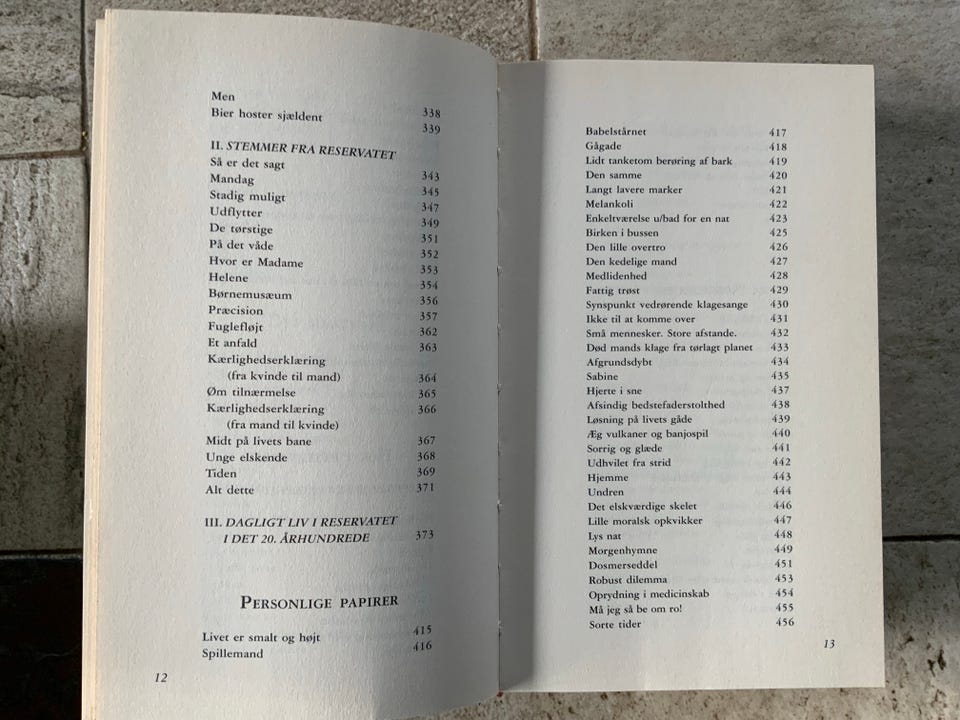 Men 338
Bier hoster sjældent 339
II. STEMMER FRA RESERVATET
Så er det sagt 343
Mandag 345
Stadig muligt 347
Udflytter 349
De tørstige 351
På det våde 352
Hvor er Madame 353
Helene 354
Børnemusæum 356
Præcision 357
Fuglefløjt 362
Et anfald 363
Kærlighedserklæring
(fra kvinde til mand) 364
Øm tilnærmelse 365
Kærlighedserklæring 366
(fra mand til kvinde)
Midt på livets bane 367
Unge elskende 368
Tiden 369
Alt dette 371
III. DAGLIGT LIV I RESERVATET
I DET 20. ÅRHUNDREDE 373
PERSONLIGE PAPIRER
Livet er smalt og højt 415
Spillemand 416
12
Babelstårnet 417
Gågade 418
Lidt tanketom berøring af bark 419
Den samme 420
Langt lavere marker 421
Melankoli 422
Enkeltværelse u/bad for en nat 423
Birken i bussen 425
Den lille overtro 426
Den kedelige mand 427
Medlidenhed 428
Fattig trøst 429
Synspunkt vedrørende klagesange 430
Ikke til at komme over 431
Små mennesker. Store afstande. 432
Død mands klage fra tørlagt planet 433
Afgrundsdybt 434
Sabine 435
Hjerte i sne 437
Afsindig bedstefaderstolthed 438
Løsning på livets gåde 439
Æg vulkaner og banjospil 440
Sorrig og glæde 441
Udhvilet fra strid 442
Hjemme 443
Undren 444
Det elskværdige skelet 446
Lille moralsk opkvikker 447
Lys nat 448
Morgenhymne 449
Dosmerseddel 451
Robust dilemma 453
Oprydning i medicinskab 454
Må jeg så be om ro! 455
Sorte tider 456
13